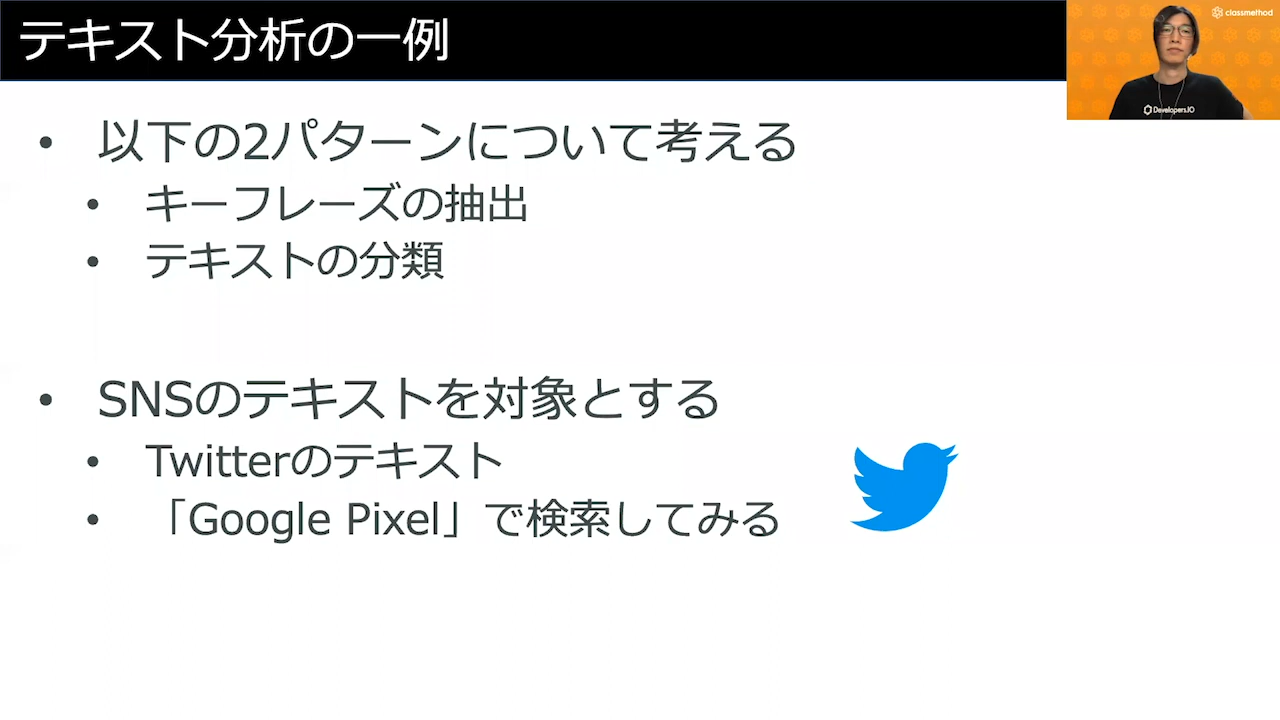 テキスト分析の一例
classmethod
Developers.IO
• 以下の2パターンについて考える
• キーフレーズの抽出
• テキストの分類
• SNSのテキストを対象とする
• Twitterのテキスト
• 「Google Pixel」で検索してみる